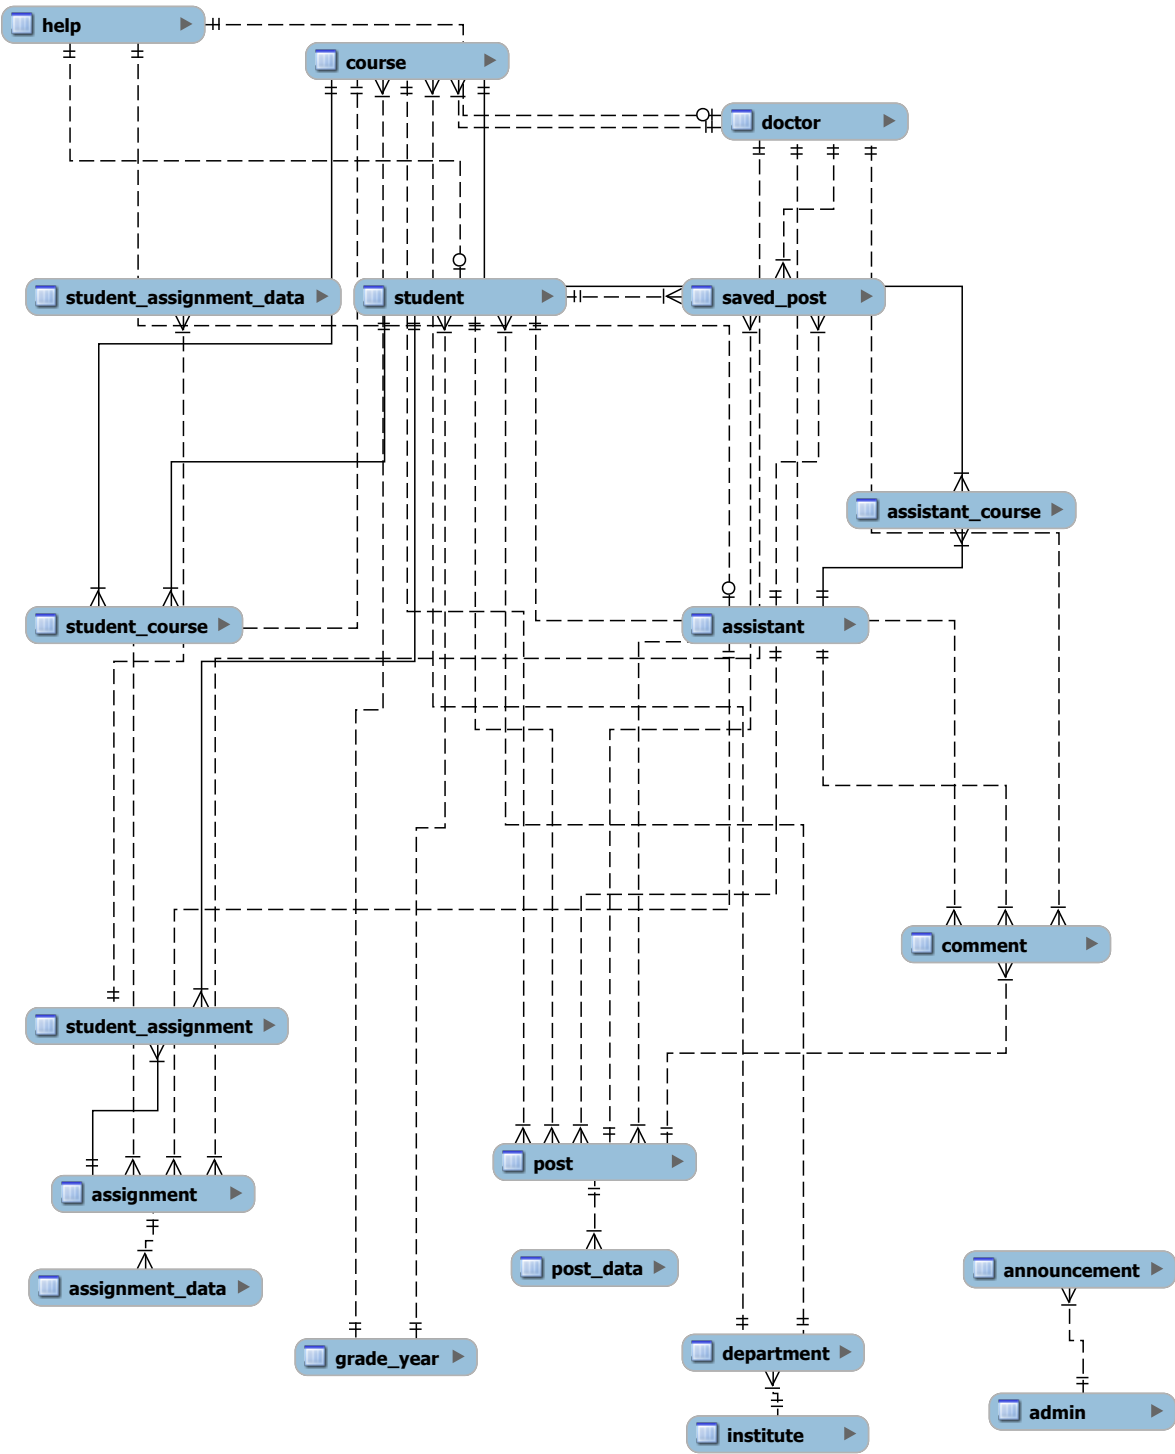 help
course
doctor
student_assignment_data
student
saved_post
assistant_course
student_course
assistant
comment
student_assignment
post
assignment
post_data
announcement
assignment_data
department
grade_year
admin
institute